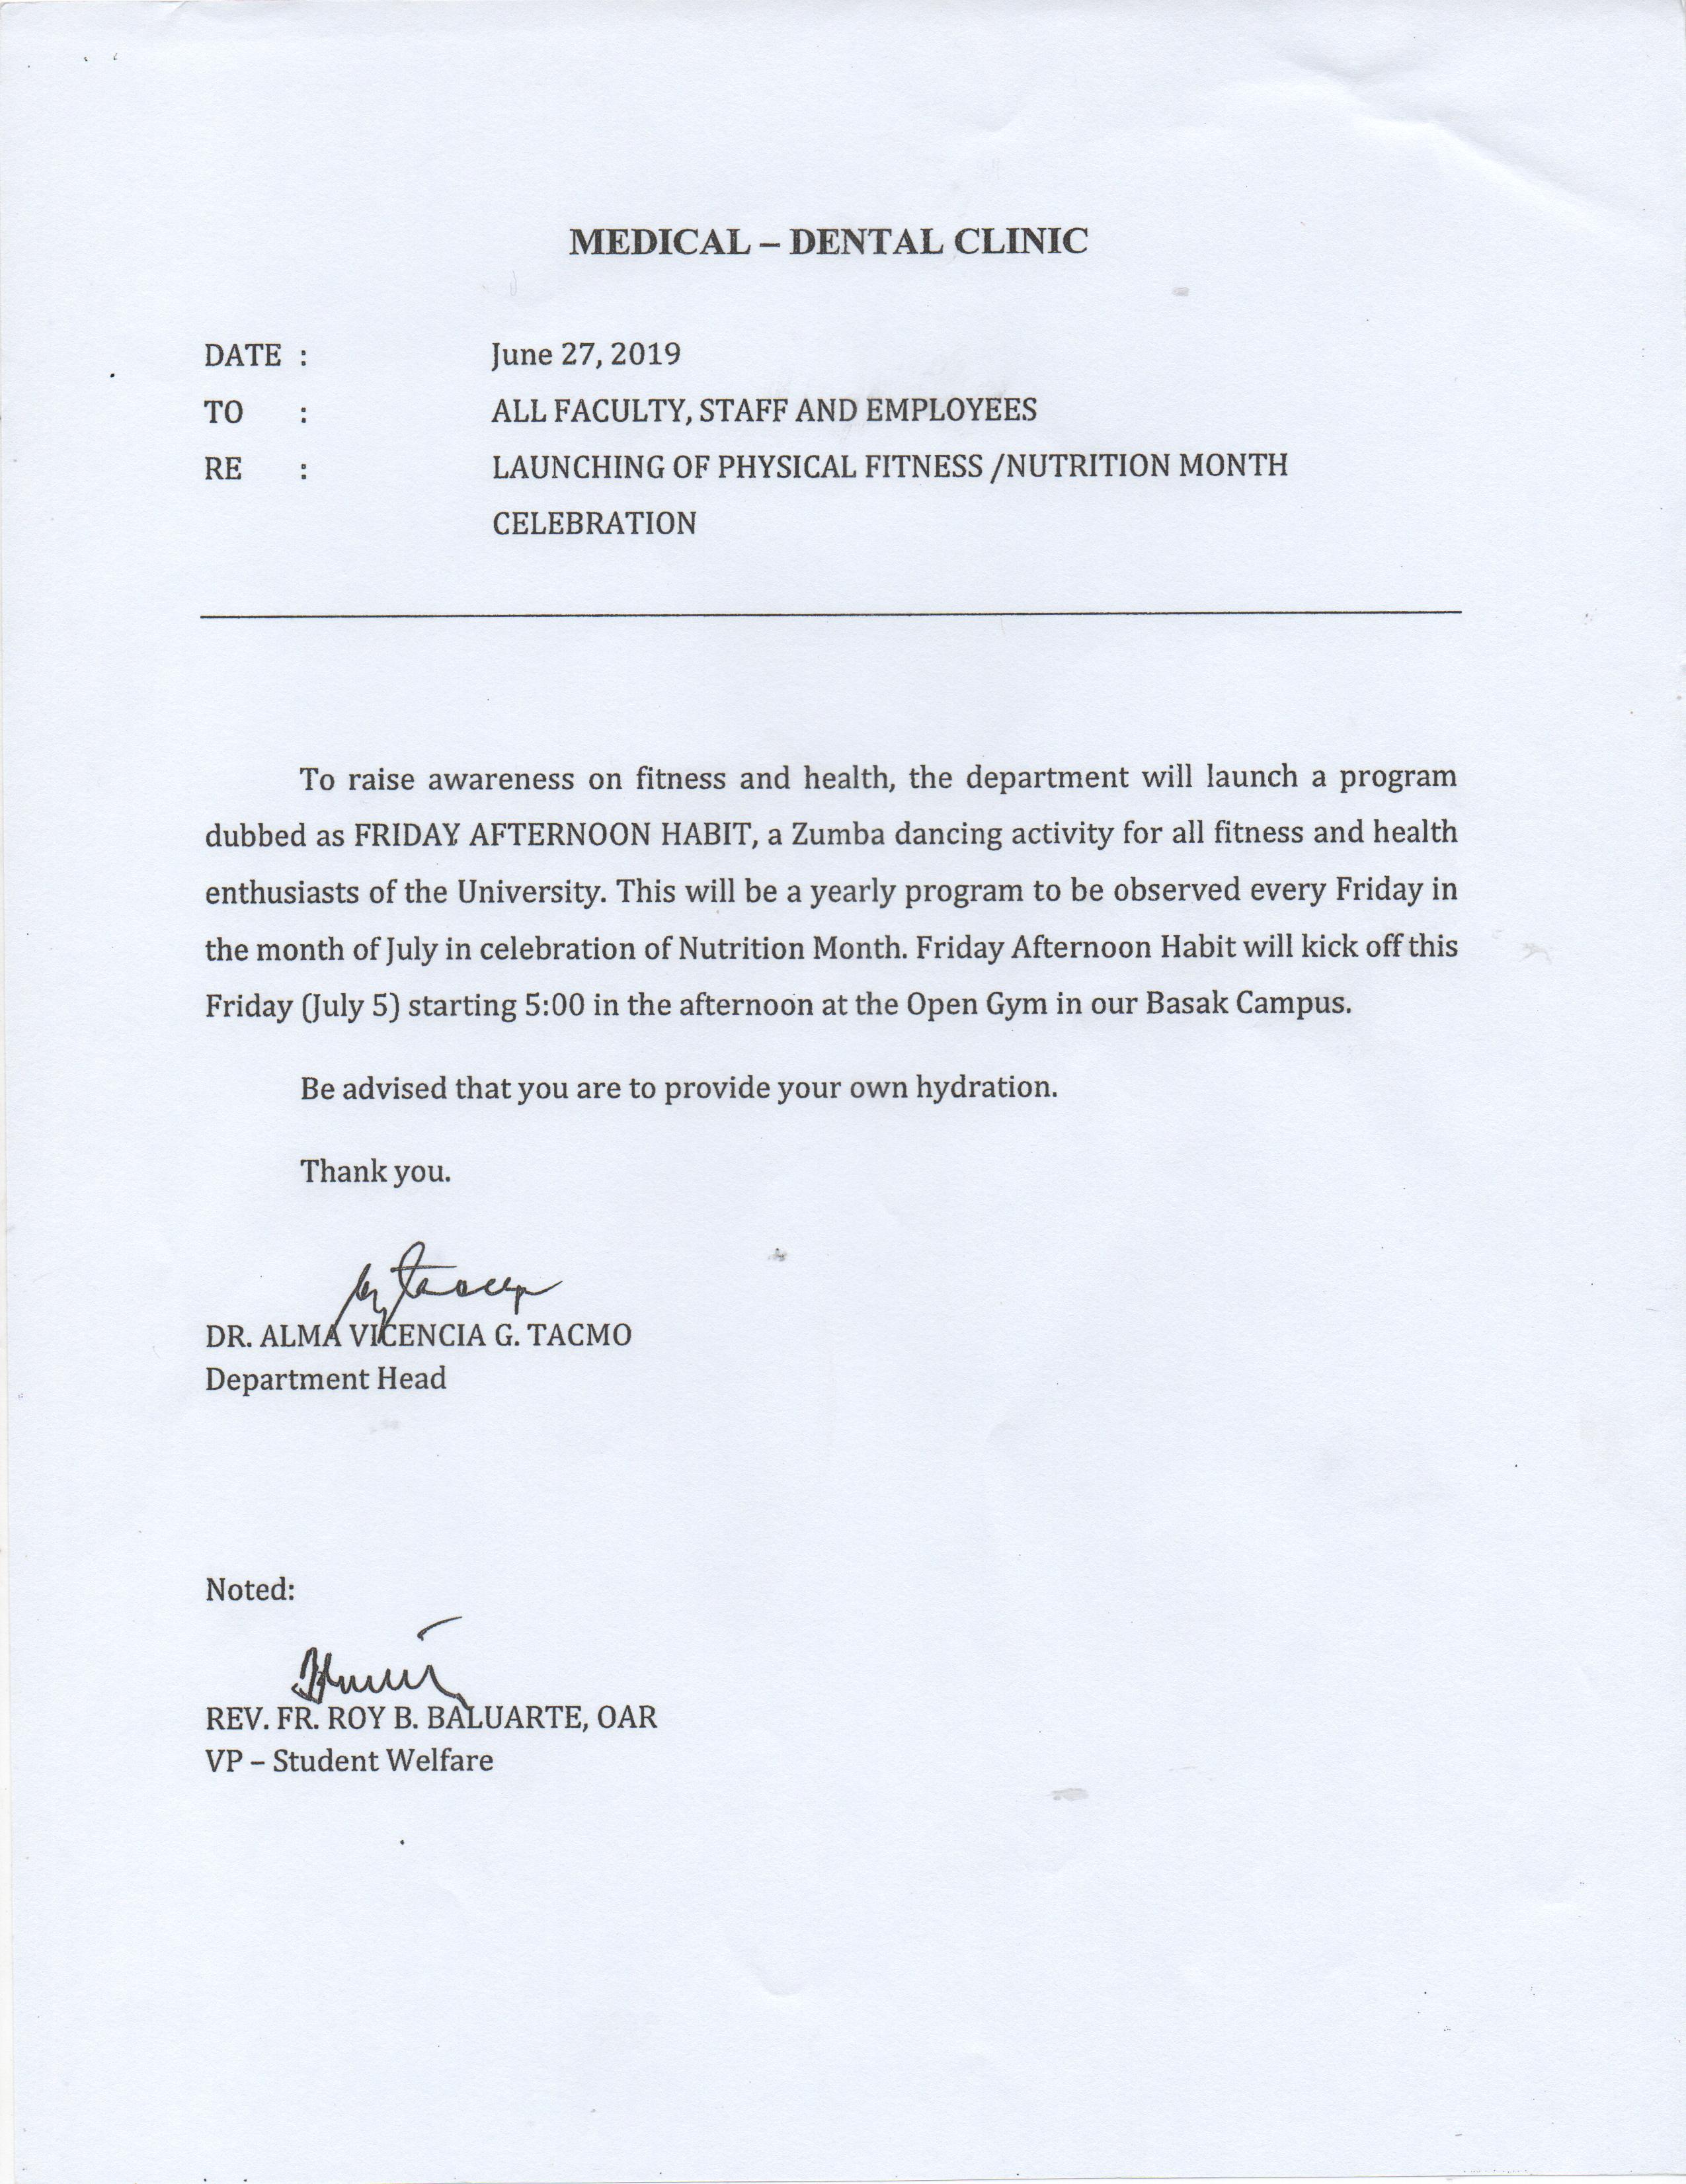 MEDICAL – DENTAL CLINIC
DATE : June 27, 2019
TO : ALL FACULTY, STAFF AND EMPLOYEES
RE : LAUNCHING OF PHYSICAL FITNESS /NUTRITION MONTH
CELEBRATION
To raise awareness on fitness and health, the department will launch a program
dubbed as FRIDAY AFTERNOON HABIT, a Zumba dancing activity for all fitness and health
enthusiasts of the University. This will be a yearly program to be observed every Friday in
the month of July in celebration of Nutrition Month. Friday Afternoon Habit will kick off this
Friday (July 5) starting 5:00 in the afternoon at the Open Gym in our Basak Campus.
Be advised that you are to provide your own hydration.
Thank you.
DR. ALMA VICENCIA G. TACMO
Department Head
Noted:
REV. FR. ROY B. BALUARTE, OAR
VP – Student Welfare